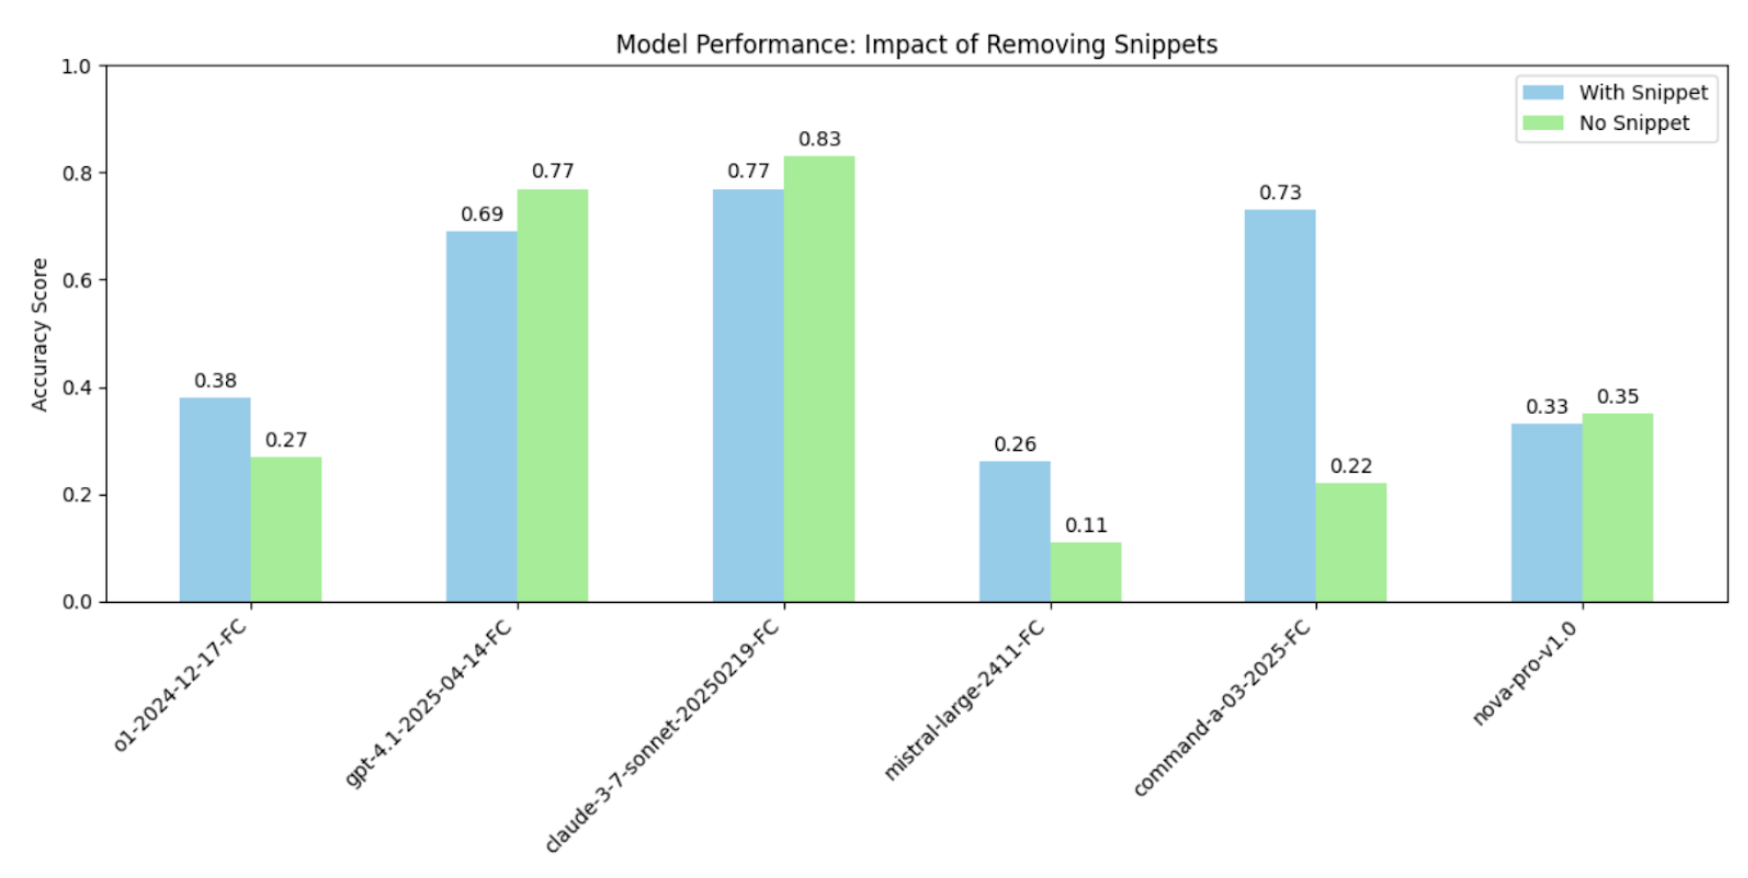 Model Performance: Impact of Removing Snippets
1.0
0.8
0.6
0.4
0.2
0.0
Accuracy Score
With Snippet
No Snippet
0.38
0.27
0.69
0.77
0.77
0.83
0.26
0.11
0.73
0.22
0.33
0.35
o1-2024-12-17-FC
gpt-4.1-2025-04-14-FC
claude-3-7-sonnet-20250219-FC
mistral-large-2411-FC
command-a-03-2025-FC
nova-pro-v1.0